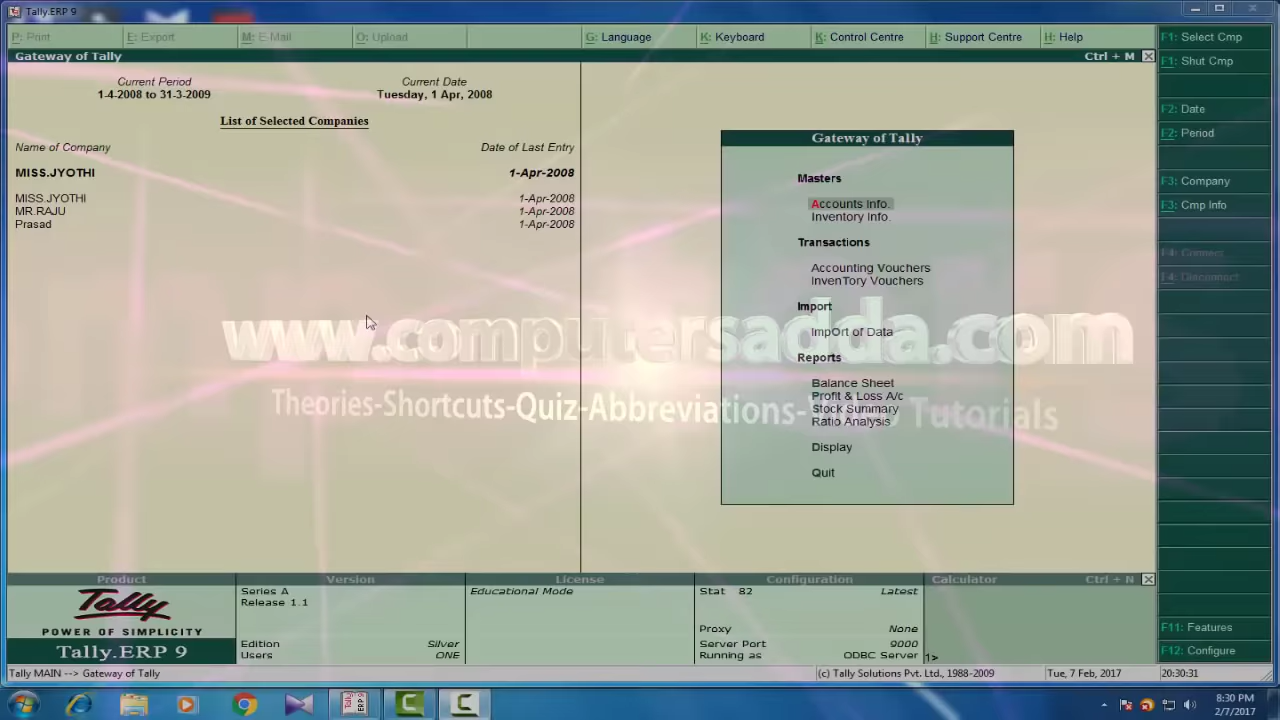 Tally.ERP 9
P: Print E: Export M: E-Mail O: Upload G: Language K: Keyboard K: Control Centre H: Support Centre H: Help
Gateway of Tally Ctrl + M
Current Period Current Date
1-4-2008 to 31-3-2009 Tuesday, 1 Apr, 2008
List of Selected Companies
Name of Company Date of Last Entry
MISS.JYOTHI 1-Apr-2008
MISS.JYOTHI 1-Apr-2008
MR.RAJU 1-Apr-2008
Prasad 1-Apr-2008
Gateway of Tally
Masters
Accounts Info.
Inventory Info.
Transactions
Accounting Vouchers
InvenTory Vouchers
Import
ImpOrt of Data
Reports
Balance Sheet
Profit & Loss A/c
Stock Summary
Ratio Analysis
Display
Quit
F1: Select Cmp
F1: Shut Cmp
F2: Date
F2: Period
F3: Company
F3: Cmp Info
F4: Connect
F4: Disconnect
F11: Features
F12: Configure
www.computersadda.com
Theories-Shortcuts-Quiz-Abbreviations-Video Tutorials
Product Version License Configuration Calculator Ctrl + N
Tally
POWER OF SIMPLICITY
Tally.ERP 9
Series A
Release 1.1
Edition Silver
Users ONE
Educational Mode
Stat 82 Latest
Proxy None
Server Port 9000
Running as ODBC Server
1>
Tally MAIN --> Gateway of Tally (c) Tally Solutions Pvt. Ltd., 1988-2009 Tue, 7 Feb, 2017 20:30:31
8:30 PM
2/7/2017